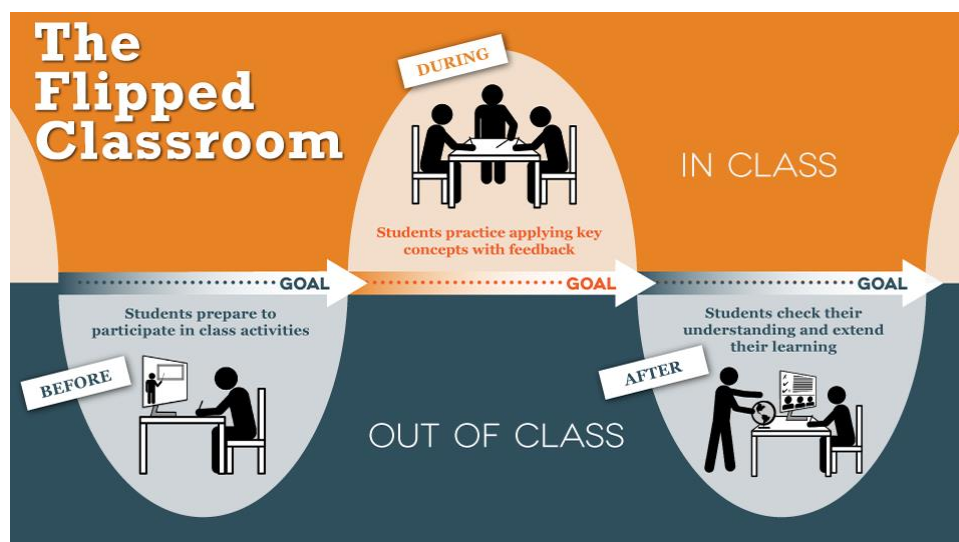 The
Flipped
Classroom
DURING
IN CLASS
Students practice applying key
concepts with feedback
GOAL
GOAL
GOAL
Students prepare to
participate in class activities
BEFORE
Students check their
understanding and extend
their learning
AFTER
OUT OF CLASS